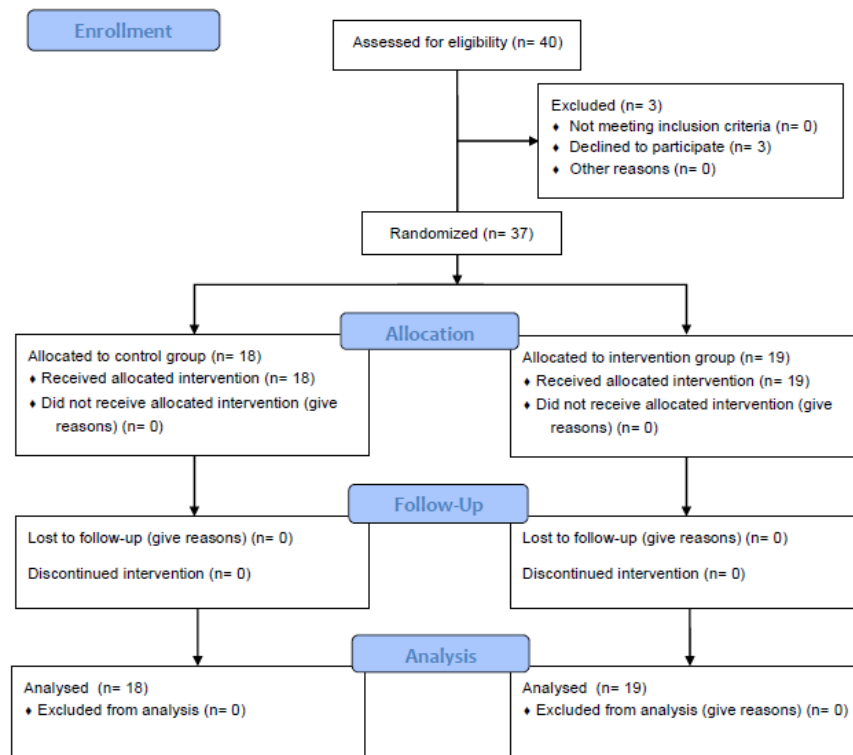 Enrollment
Assessed for eligibility (n= 40)
Excluded (n= 3)
♦ Not meeting inclusion criteria (n= 0)
♦ Declined to participate (n= 3)
♦ Other reasons (n= 0)
Randomized (n= 37)
Allocation
Allocated to control group (n= 18)
♦ Received allocated intervention (n= 18)
♦ Did not receive allocated intervention (give
reasons) (n= 0)
Allocated to intervention group (n= 19)
♦ Received allocated intervention (n= 19)
♦ Did not receive allocated intervention (give
reasons) (n= 0)
Follow-Up
Lost to follow-up (give reasons) (n= 0)
Discontinued intervention (n= 0)
Lost to follow-up (give reasons) (n= 0)
Discontinued intervention (n= 0)
Analysis
Analysed (n= 18)
♦ Excluded from analysis (n= 0)
Analysed (n= 19)
♦ Excluded from analysis (give reasons) (n= 0)